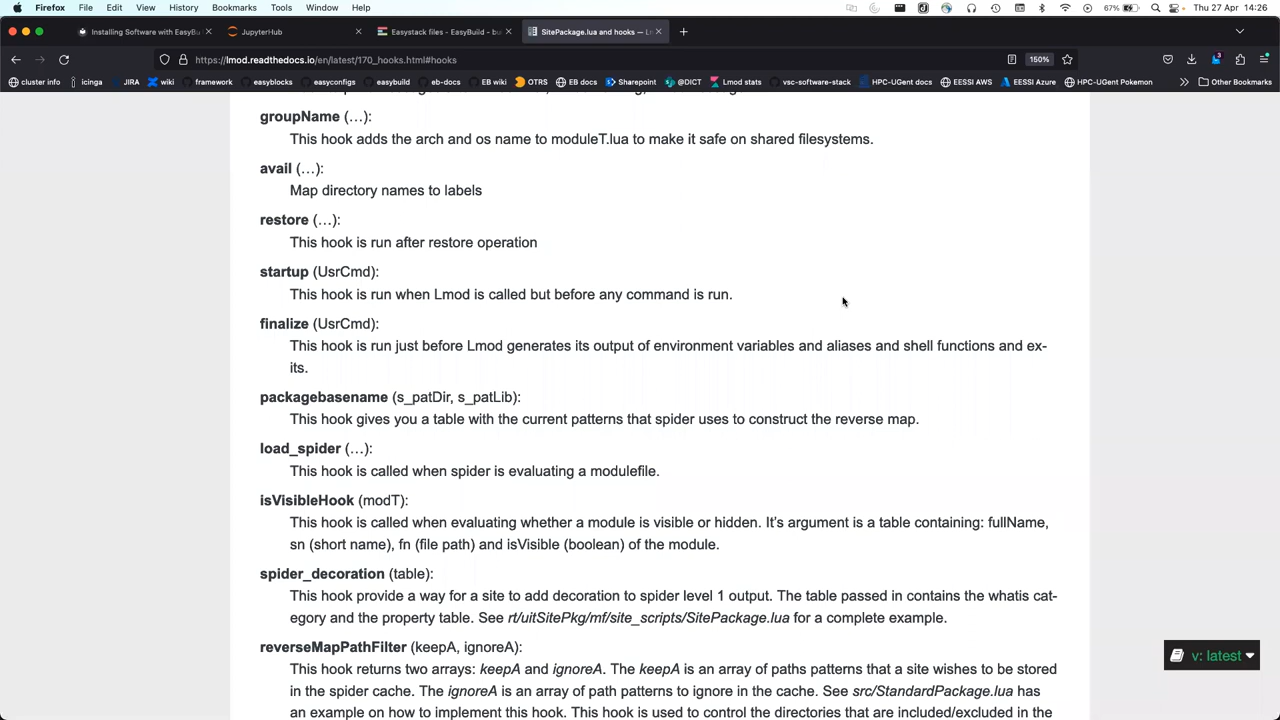 Firefox File Edit View History Bookmarks Tools Window Help 67% Thu 27 Apr 14:26
Installing Software with EasyBu × JupyterHub × Easystack files - EasyBuild - bu × SitePackage.lua and hooks — Ln × +
https://lmod.readthedocs.io/en/latest/170_hooks.html#hooks 150%
cluster info icinga JIRA wiki framework easyblocks easyconfigs easybuild eb-docs EB wiki OTRS EB docs Sharepoint @DICT Lmod stats vsc-software-stack HPC-UGent docs EESSI AWS EESSI Azure HPC-UGent Pokemon Other Bookmarks
groupName (…):
This hook adds the arch and os name to moduleT.lua to make it safe on shared filesystems.
avail (…):
Map directory names to labels
restore (…):
This hook is run after restore operation
startup (UsrCmd):
This hook is run when Lmod is called but before any command is run.
finalize (UsrCmd):
This hook is run just before Lmod generates its output of environment variables and aliases and shell functions and ex-
its.
packagebasename (s_patDir, s_patLib):
This hook gives you a table with the current patterns that spider uses to construct the reverse map.
load_spider (…):
This hook is called when spider is evaluating a modulefile.
isVisibleHook (modT):
This hook is called when evaluating whether a module is visible or hidden. It's argument is a table containing: fullName,
sn (short name), fn (file path) and isVisible (boolean) of the module.
spider_decoration (table):
This hook provide a way for a site to add decoration to spider level 1 output. The table passed in contains the whatis cat-
egory and the property table. See rt/uitSitePkg/mf/site_scripts/SitePackage.lua for a complete example.
reverseMapPathFilter (keepA, ignoreA):
This hook returns two arrays: keepA and ignoreA. The keepA is an array of paths patterns that a site wishes to be stored
in the spider cache. The ignoreA is an array of path patterns to ignore in the cache. See src/StandardPackage.lua has
an example on how to implement this hook. This hook is used to control the directories that are included/excluded in the
v: latest